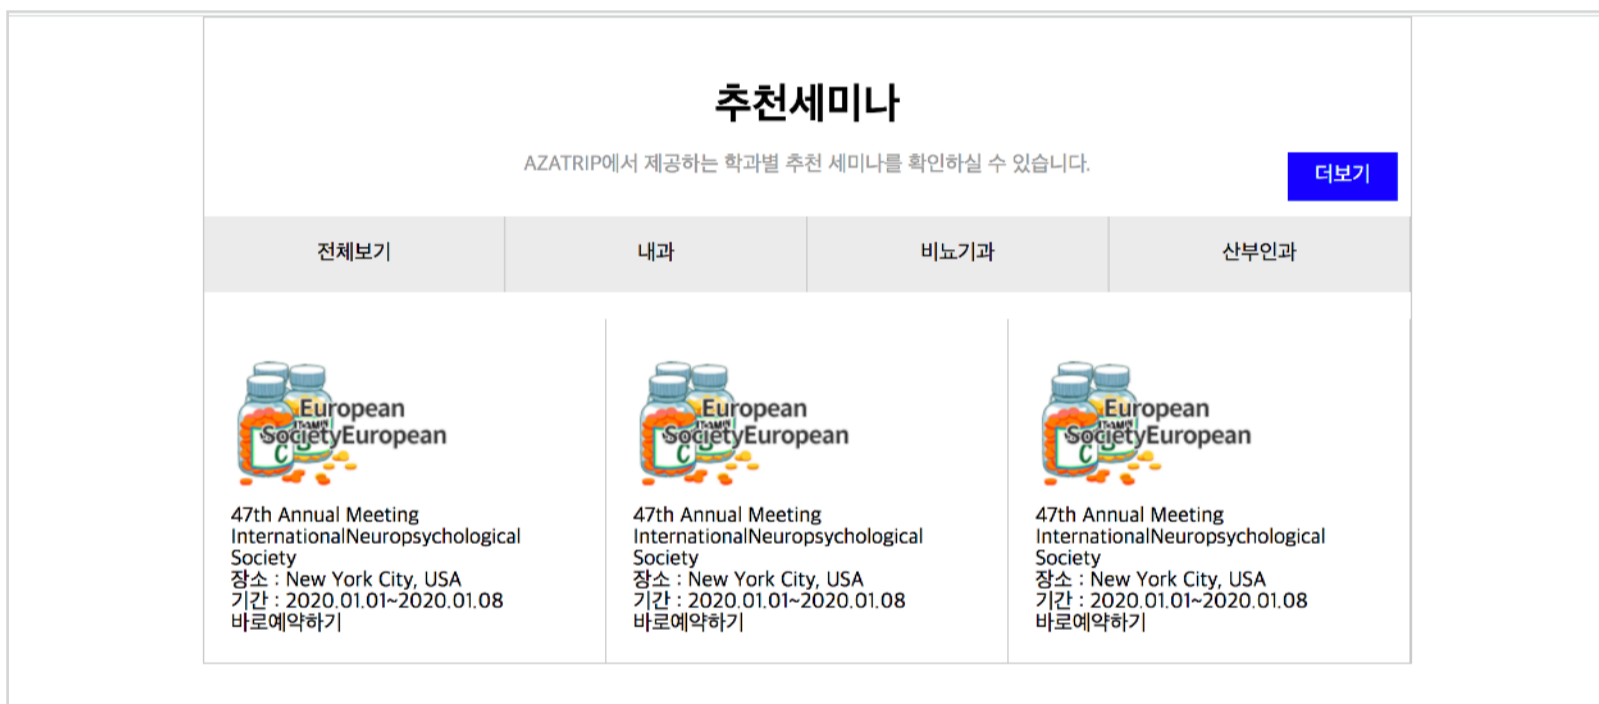 추천세미나
AZATRIP에서 제공하는 학과별 추천 세미나를 확인하실 수 있습니다.
더보기
전체보기
내과
비뇨기과
산부인과
European
SocietyEuropean
C
47th Annual Meeting
InternationalNeuropsychological
Society
장소 : New York City, USA
기간 : 2020.01.01~2020.01.08
바로예약하기
European
SocietyEuropean
C
47th Annual Meeting
InternationalNeuropsychological
Society
장소 : New York City, USA
기간 : 2020.01.01~2020.01.08
바로예약하기
European
SocietyEuropean
C
47th Annual Meeting
InternationalNeuropsychological
Society
장소 : New York City, USA
기간 : 2020.01.01~2020.01.08
바로예약하기